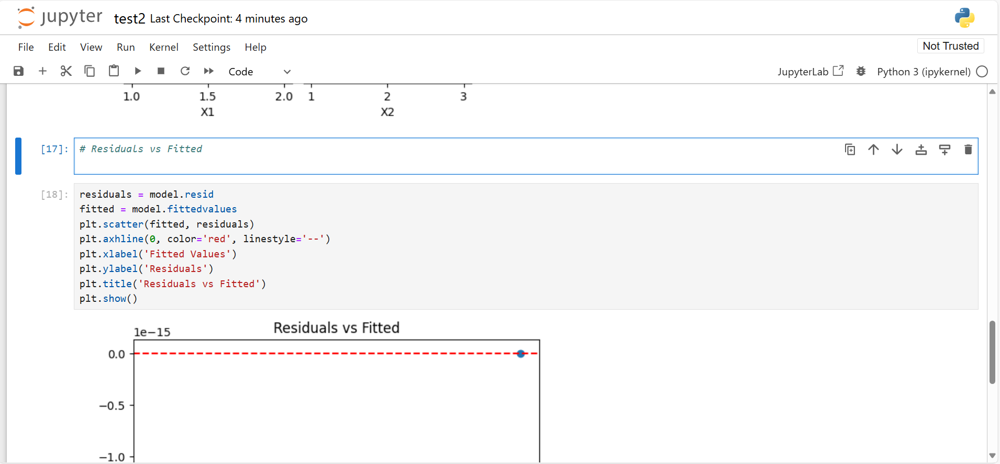 jupyter test2 Last Checkpoint: 4 minutes ago
File Edit View Run Kernel Settings Help Not Trusted
Code JupyterLab Python 3 (ipykernel)
1.0 1.5 2.0 1 2 3
X1 X2
[17]: # Residuals vs Fitted
[18]: residuals = model.resid
fitted = model.fittedvalues
plt.scatter(fitted, residuals)
plt.axhline(0, color='red', linestyle='--')
plt.xlabel('Fitted Values')
plt.ylabel('Residuals')
plt.title('Residuals vs Fitted')
plt.show()
Residuals vs Fitted
1e−15
0.0
−0.5
−1.0